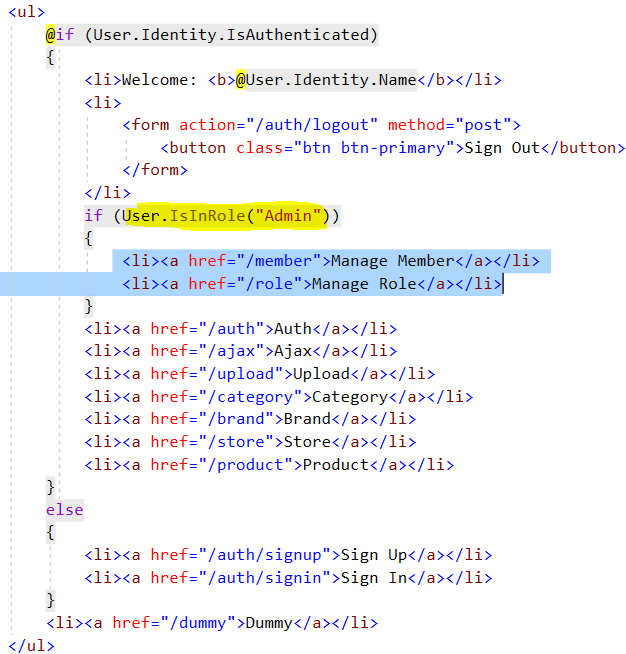 <ul>
@if (User.Identity.IsAuthenticated)
{
<li>Welcome: <b>@User.Identity.Name</b></li>
<li>
<form action="/auth/logout" method="post">
<button class="btn btn-primary">Sign Out</button>
</form>
</li>
if (User.IsInRole("Admin"))
{
<li><a href="/member">Manage Member</a></li>
<li><a href="/role">Manage Role</a></li>
}
<li><a href="/auth">Auth</a></li>
<li><a href="/ajax">Ajax</a></li>
<li><a href="/upload">Upload</a></li>
<li><a href="/category">Category</a></li>
<li><a href="/brand">Brand</a></li>
<li><a href="/store">Store</a></li>
<li><a href="/product">Product</a></li>
}
else
{
<li><a href="/auth/signup">Sign Up</a></li>
<li><a href="/auth/signin">Sign In</a></li>
}
<li><a href="/dummy">Dummy</a></li>
</ul>